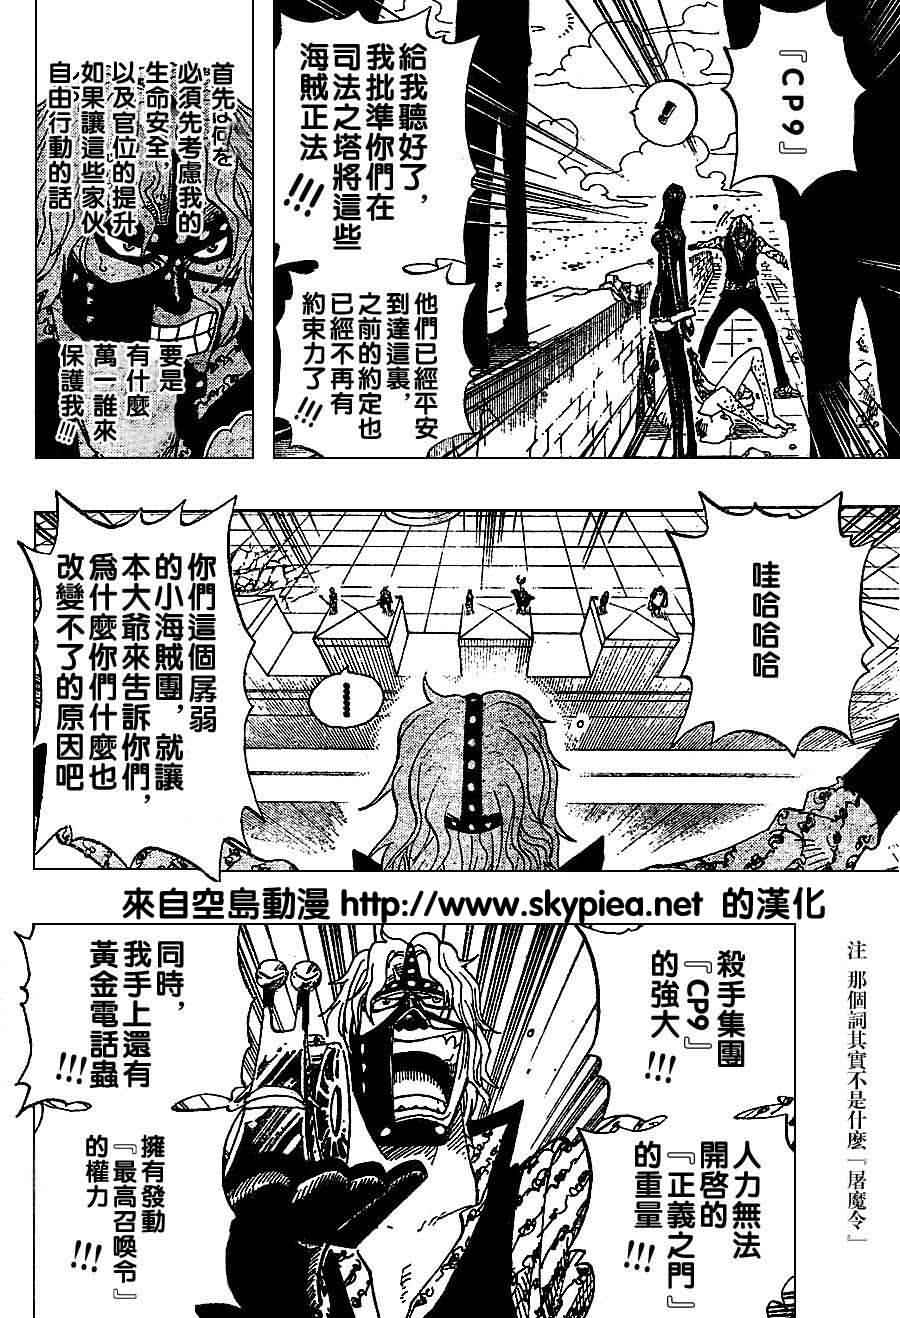 『CP9』
給我聽好了，
我批準你們在
司法之塔將這些
海賊正法
!!!
他們已經平安
到達這裏，
之前的約定也
已經不再有
約束力了！！
首先
必須先考慮我的
生命安全，
以及官位的提升
如果讓這些家伙
自由行動的話
要是
有什麼
萬一誰來
保護我!!!
哇哈哈哈
你們這個孱弱
的小海賊團，就讓
本大爺來告訴你們，
為什麼你們什麼也
改變不了的原因吧
來自空島動漫 http://www.skypiea.net 的漢化
殺手集團
『CP9』
的強大
!!!
人力無法
開啓的
『正義之門』
的重量
!!!
同時，
我手上還有
黃金電話蟲
!!!
擁有發動
『最高召喚令』
的權力
!!!
注 那個詞其實不是什麼『屠魔令』